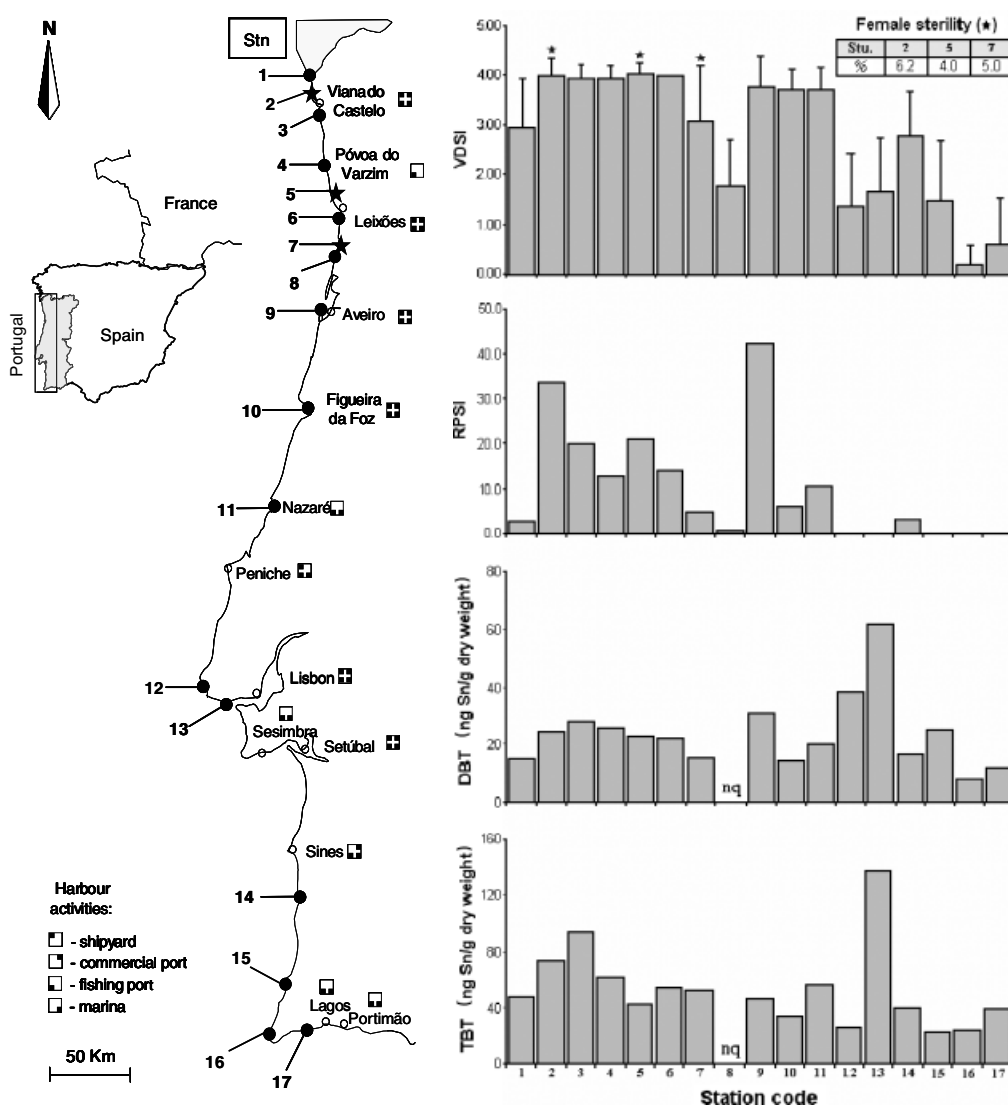 N
Stn
1
2
Viana do
Castelo
3
4
Póvoa do
Varzim
5
6
Leixões
7
8
9
Aveiro
10
Figueira
da Foz
11
Nazaré
Peniche
12
Lisbon
13
Sesimbra
Setúbal
Sines
14
15
Lagos
Portimão
16
17
France
Spain
Portugal
Harbour
activities:
- shipyard
- commercial port
- fishing port
- marina
50 Km
Female sterility (★)
Stu. 2 5 7
% 6.2 4.0 5.0
VDSI
5.00
4.00
3.00
2.00
1.00
0.00
RPSI
50.0
40.0
30.0
20.0
10.0
0.0
DBT (ng Sn/g dry weight)
80
60
40
20
0
nq
TBT (ng Sn/g dry weight)
160
120
80
40
0
nq
1 2 3 4 5 6 7 8 9 10 11 12 13 14 15 16 17
Station code